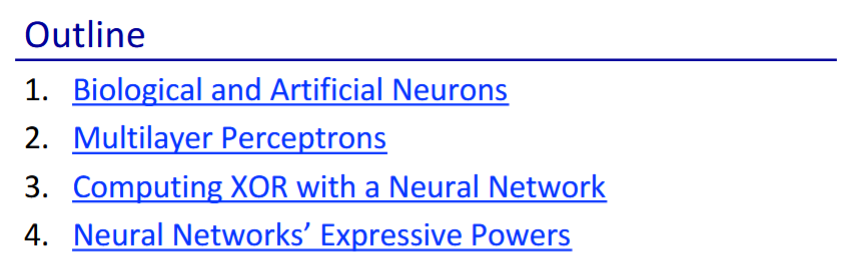 Outline
1. Biological and Artificial Neurons
2. Multilayer Perceptrons
3. Computing XOR with a Neural Network
4. Neural Networks’ Expressive Powers